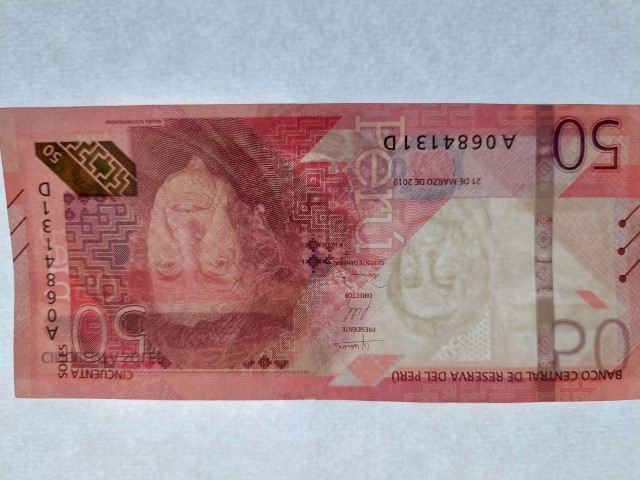 BANCO CENTRAL DE RESERVA DEL PERÚ
CINCUENTA
SOLES
50
PRESIDENTE
DIRECTOR
GERENTE GENERAL
A0684131D
Perú
21 DE MARZO DE 2019
50
A0684131D
50